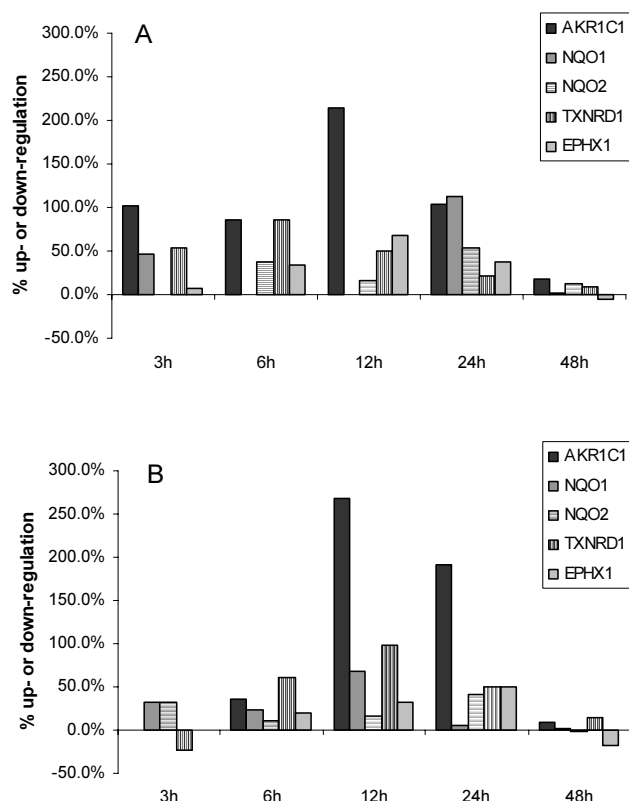 A
AKR1C1
NQO1
NQO2
TXNRD1
EPHX1
% up- or down-regulation
300.0%
250.0%
200.0%
150.0%
100.0%
50.0%
0.0%
-50.0%
3h 6h 12h 24h 48h
B
AKR1C1
NQO1
NQO2
TXNRD1
EPHX1
% up- or down-regulation
300.0%
250.0%
200.0%
150.0%
100.0%
50.0%
0.0%
-50.0%
3h 6h 12h 24h 48h